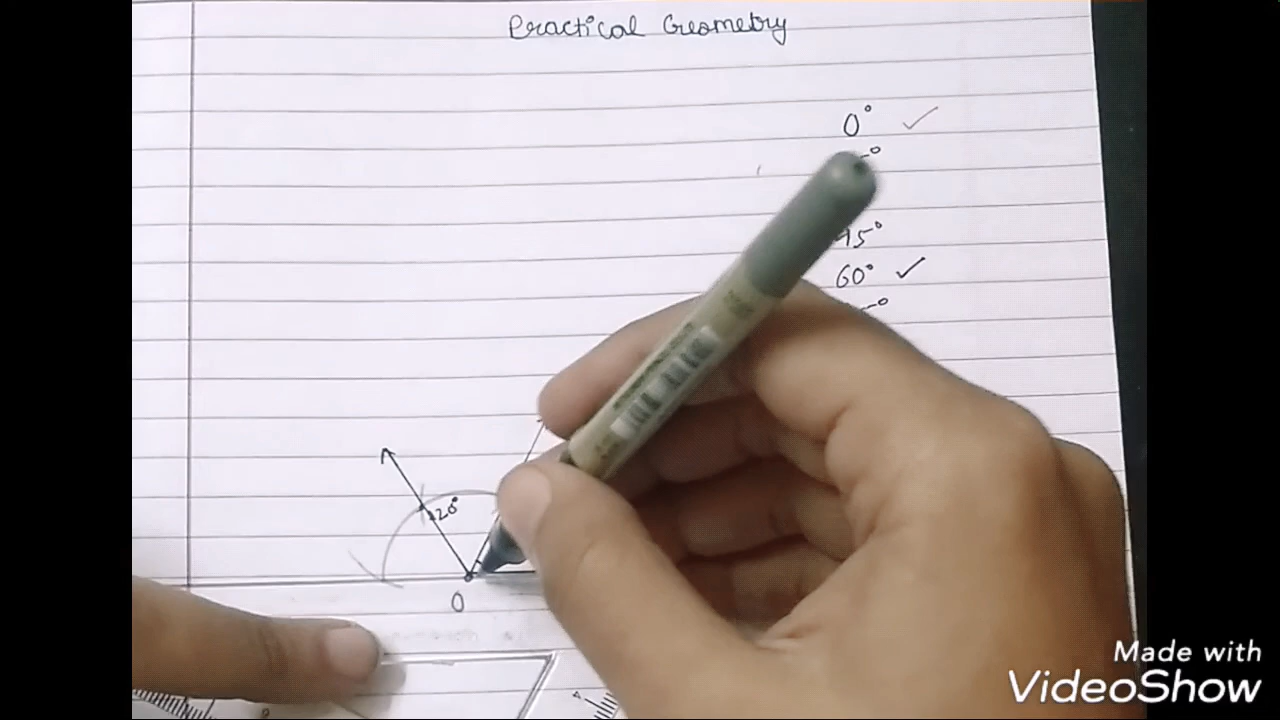 Practical Geometry
0° ✓
45°
60° ✓
120°
O
Made with
VideoShow